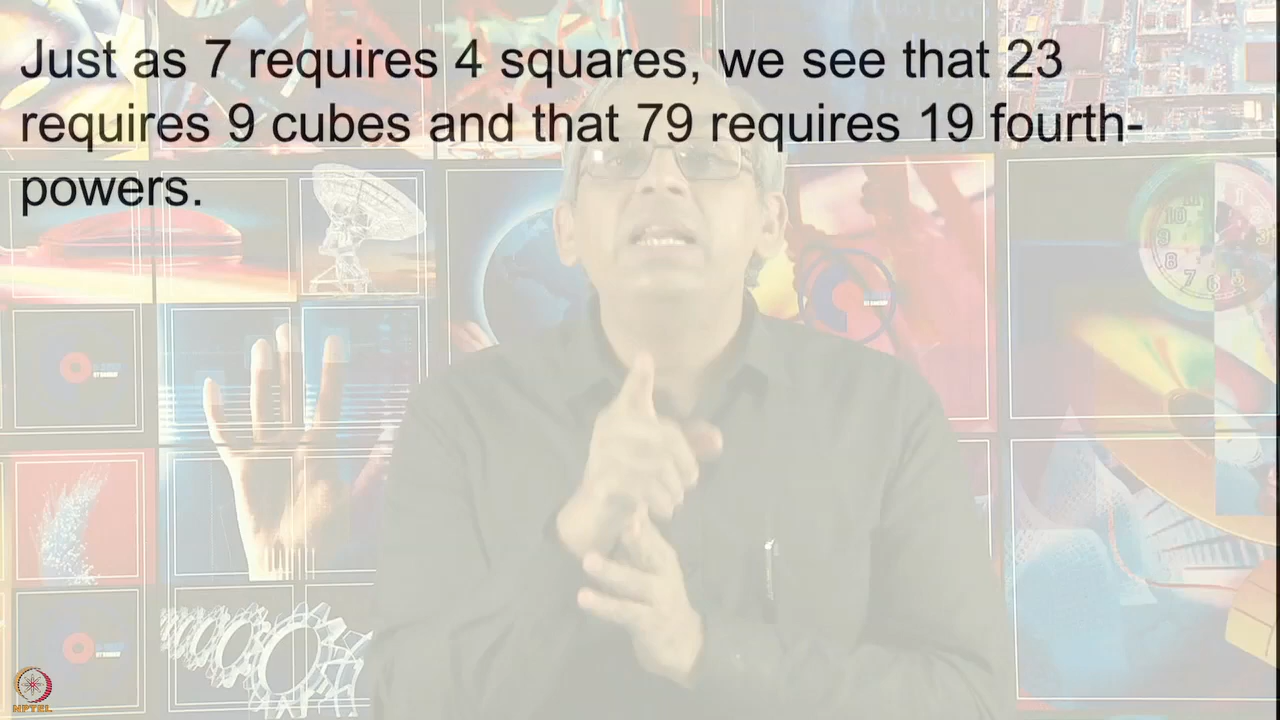 Just as 7 requires 4 squares, we see that 23
requires 9 cubes and that 79 requires 19 fourth-
powers.
NPTEL